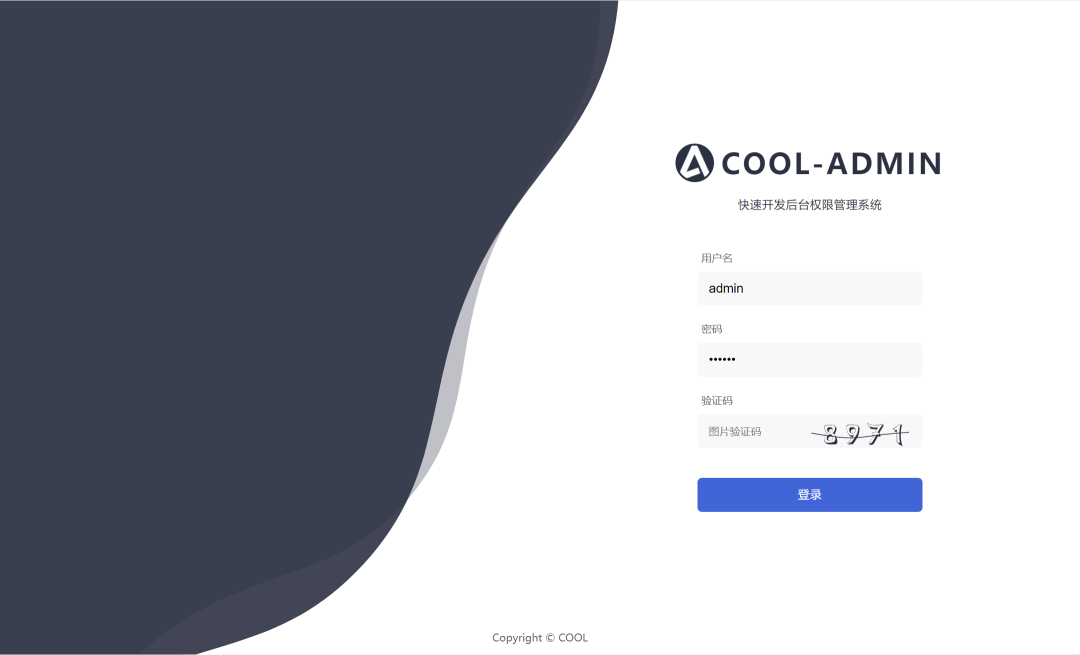 COOL-ADMIN
快速开发后台权限管理系统
用户名
admin
密码
••••••
验证码
图片验证码
8971
登录
Copyright © COOL